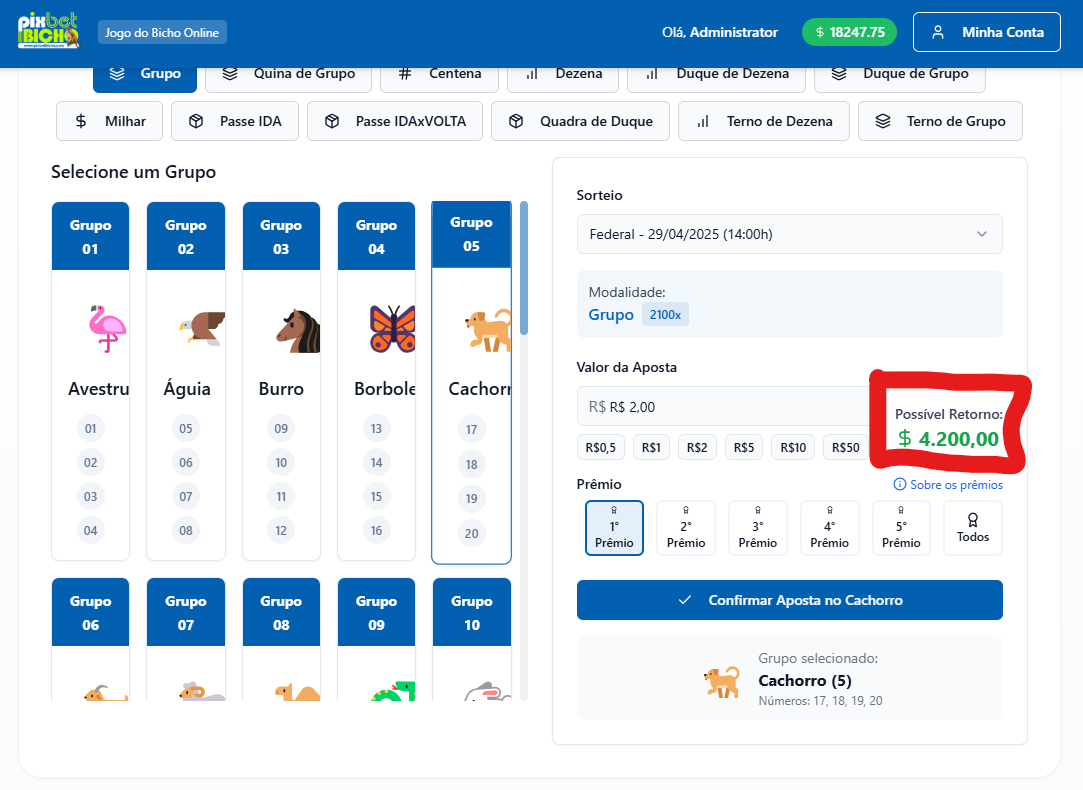 pixbet
BICHO
Jogo do Bicho Online
Olá, Administrator
$ 18247.75
Minha Conta
Grupo
Quina de Grupo
# Centena
Dezena
Duque de Dezena
Duque de Grupo
$ Milhar
Passe IDA
Passe IDAxVOLTA
Quadra de Duque
Terno de Dezena
Terno de Grupo
Selecione um Grupo
Grupo 01
Grupo 02
Grupo 03
Grupo 04
Grupo 05
Avestru
Águia
Burro
Borbole
Cachorr
01 05 09 13 17
02 06 10 14 18
03 07 11 15 19
04 08 12 16 20
Grupo 06
Grupo 07
Grupo 08
Grupo 09
Grupo 10
Sorteio
Federal - 29/04/2025 (14:00h)
Modalidade:
Grupo 2100x
Valor da Aposta
R$ R$ 2,00
Possível Retorno:
$ 4.200,00
R$0,5 R$1 R$2 R$5 R$10 R$50
Prêmio
Sobre os prêmios
1° Prêmio
2° Prêmio
3° Prêmio
4° Prêmio
5° Prêmio
Todos
Confirmar Aposta no Cachorro
Grupo selecionado:
Cachorro (5)
Números: 17, 18, 19, 20